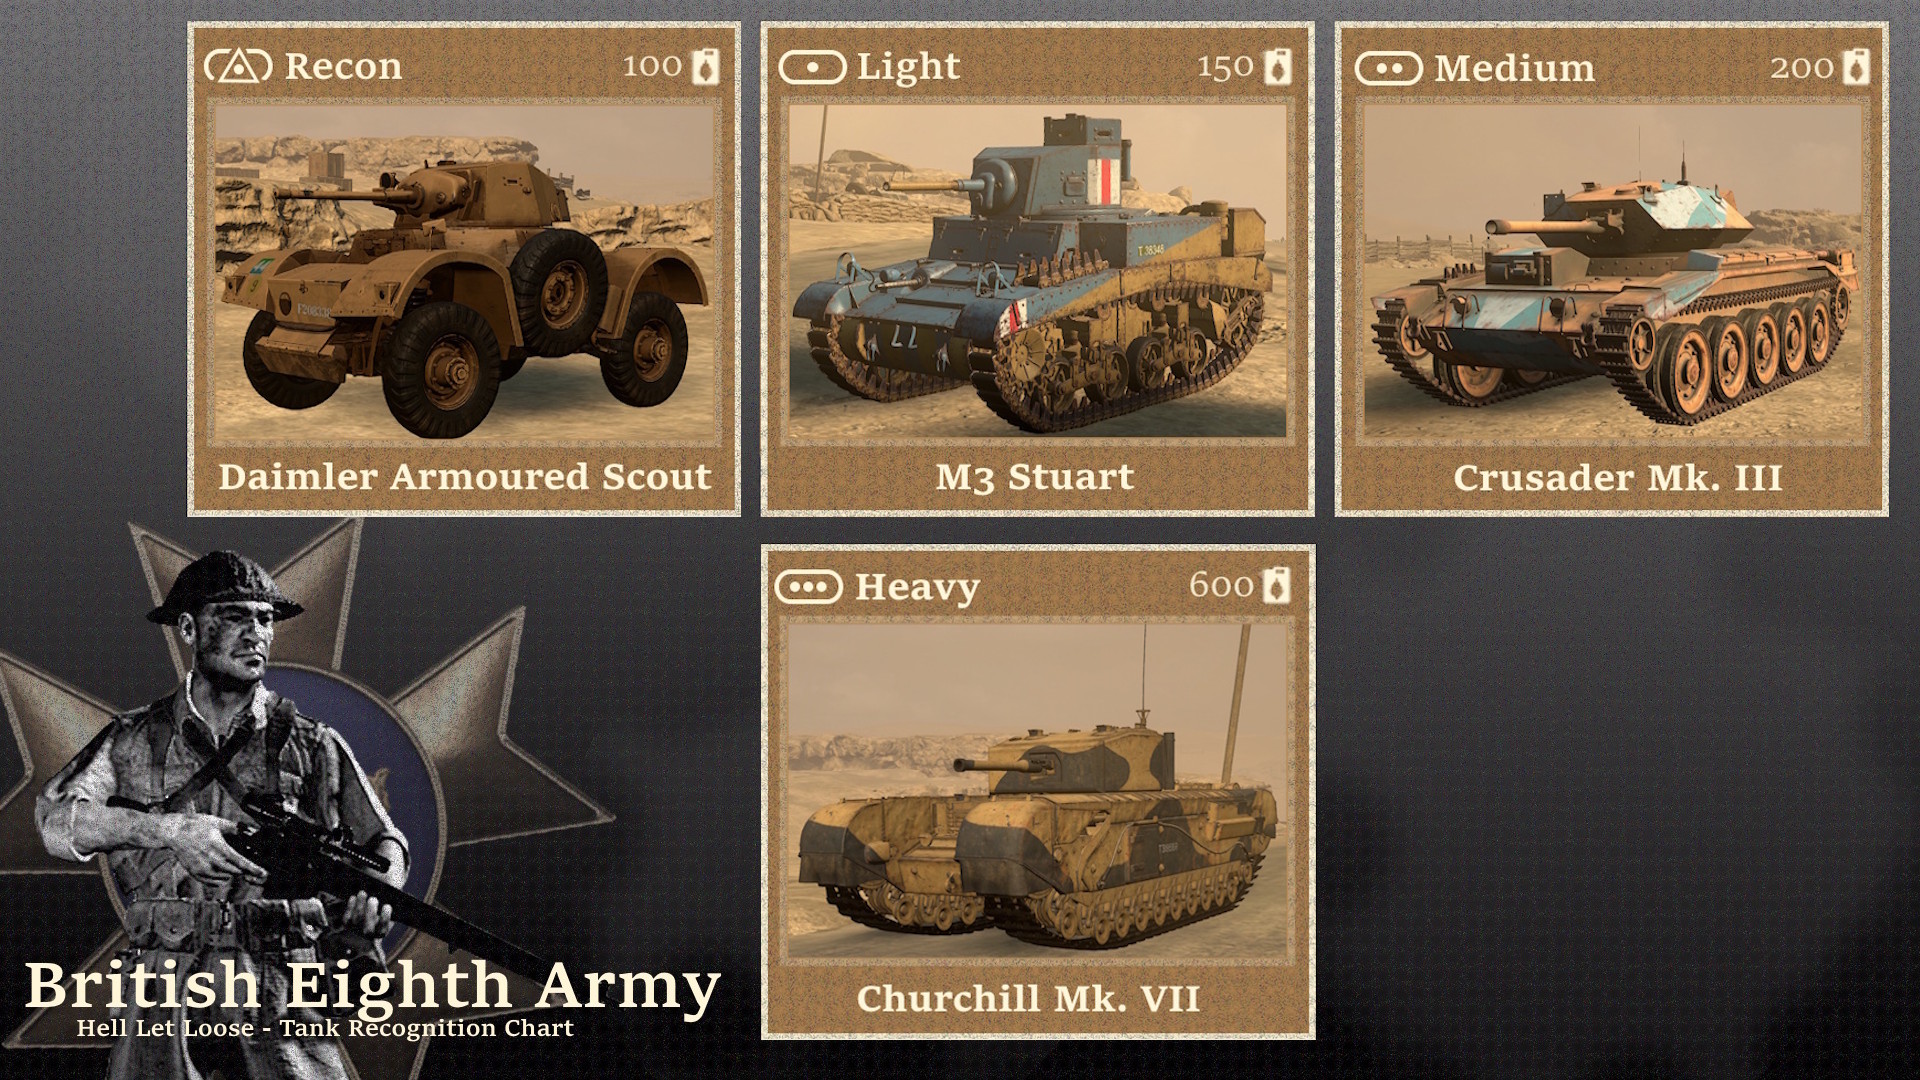 Recon 100
Daimler Armoured Scout
Light 150
T 38346
M3 Stuart
Medium 200
Crusader Mk. III
Heavy 600
Churchill Mk. VII
British Eighth Army
Hell Let Loose - Tank Recognition Chart